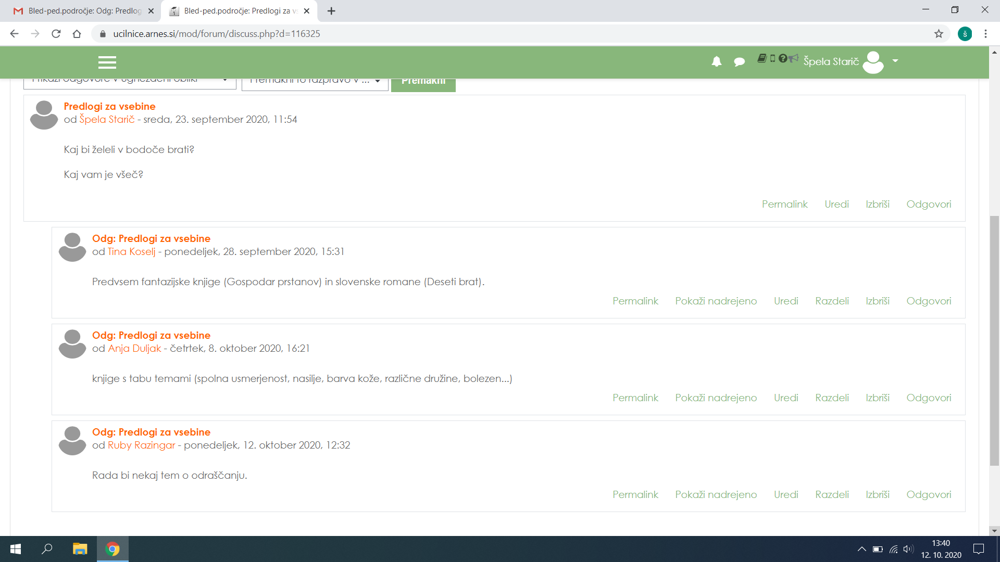 Bled-ped.področje: Odg: Predlog
Bled-ped.področje: Predlogi za vs
ucilnice.arnes.si/mod/forum/discuss.php?d=116325
š
Špela Starič
Prikaži odgovore v ugnezdeni obliki
Premakni to razpravo v ...
Premakni
Predlogi za vsebine
od Špela Starič - sreda, 23. september 2020, 11:54
Kaj bi želeli v bodoče brati?
Kaj vam je všeč?
Permalink Uredi Izbriši Odgovori
Odg: Predlogi za vsebine
od Tina Koselj - ponedeljek, 28. september 2020, 15:31
Predvsem fantazijske knjige (Gospodar prstanov) in slovenske romane (Deseti brat).
Permalink Pokaži nadrejeno Uredi Razdeli Izbriši Odgovori
Odg: Predlogi za vsebine
od Anja Duljak - četrtek, 8. oktober 2020, 16:21
knjige s tabu temami (spolna usmerjenost, nasilje, barva kože, različne družine, bolezen...)
Permalink Pokaži nadrejeno Uredi Razdeli Izbriši Odgovori
Odg: Predlogi za vsebine
od Ruby Razingar - ponedeljek, 12. oktober 2020, 12:32
Rada bi nekaj tem o odraščanju.
Permalink Pokaži nadrejeno Uredi Razdeli Izbriši Odgovori
13:40
12. 10. 2020